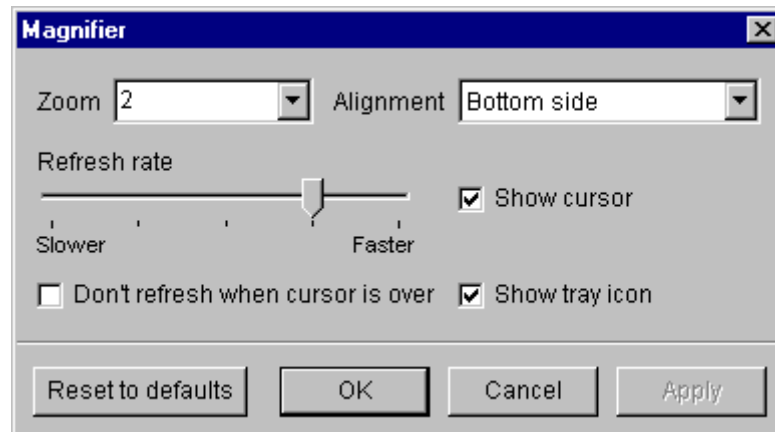 Magnifier
Zoom 2 Alignment Bottom side
Refresh rate
Show cursor
Slower Faster
Don't refresh when cursor is over Show tray icon
Reset to defaults OK Cancel Apply